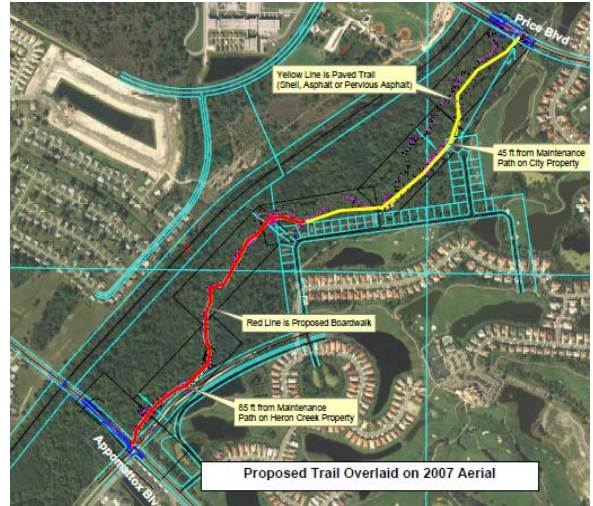 Price Blvd
Yellow Line is Paved Trail
(Shell, Asphalt or Pervious Asphalt)
45 ft from Maintenance
Path on City Property
Red Line is Proposed Boardwalk
85 ft from Maintenance
Path on Heron Creek Property
Appomattox Blv
Proposed Trail Overlaid on 2007 Aerial